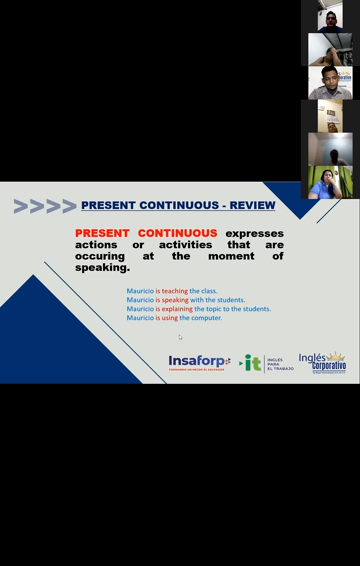 >>>> PRESENT CONTINUOUS - REVIEW
PRESENT CONTINUOUS expresses
actions or activities that are
occuring at the moment of
speaking.
Mauricio is teaching the class.
Mauricio is speaking with the students.
Mauricio is explaining the topic to the students.
Mauricio is using the computer.
Insaforp
it
INGLÉS
PARA
EL TRABAJO
Inglés
Corporativo